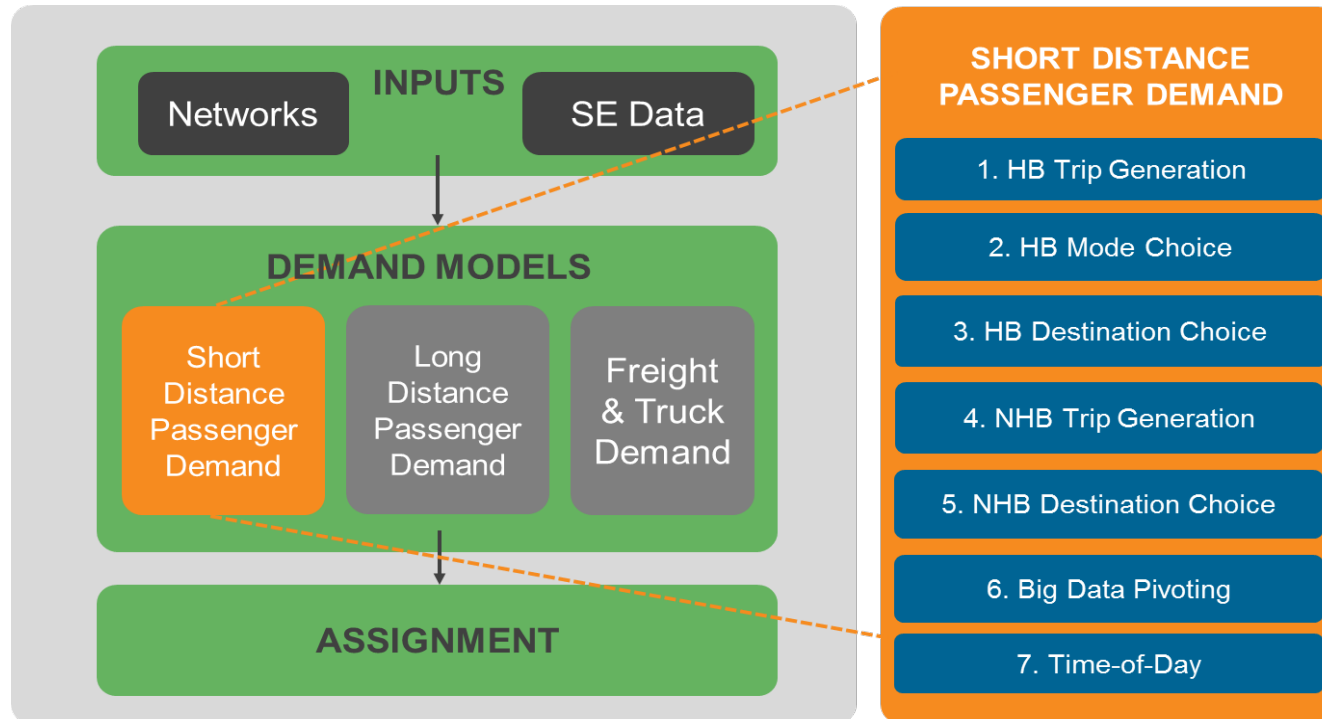 INPUTS
Networks
SE Data
DEMAND MODELS
Short
Distance
Passenger
Demand
Long
Distance
Passenger
Demand
Freight
& Truck
Demand
ASSIGNMENT
SHORT DISTANCE
PASSENGER DEMAND
1. HB Trip Generation
2. HB Mode Choice
3. HB Destination Choice
4. NHB Trip Generation
5. NHB Destination Choice
6. Big Data Pivoting
7. Time-of-Day